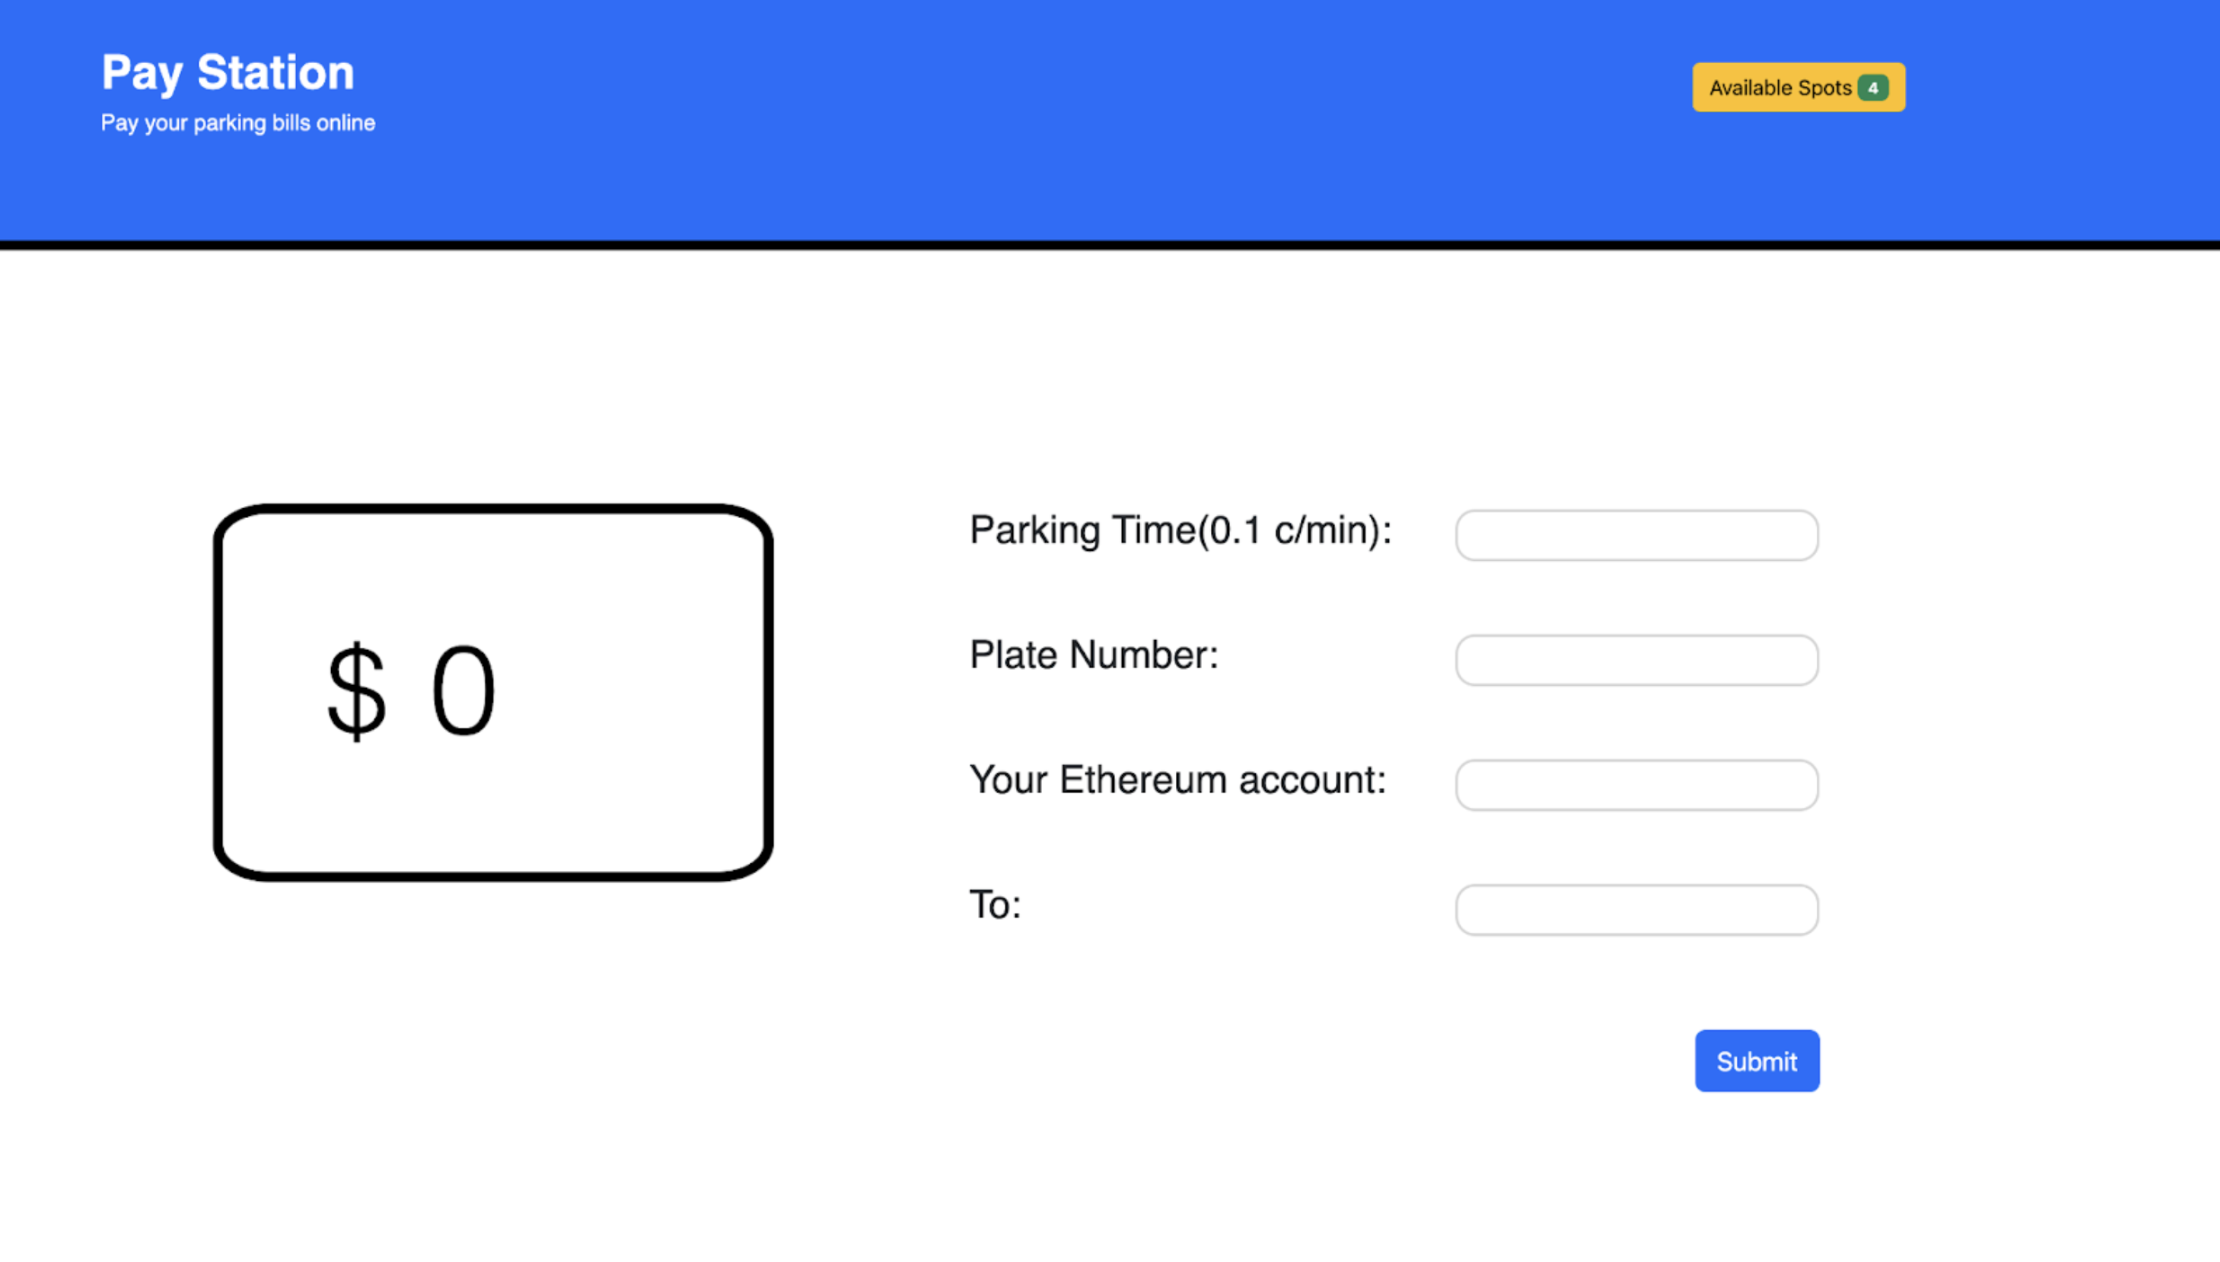 Pay Station
Pay your parking bills online
Available Spots 4
$ 0
Parking Time(0.1 c/min):
Plate Number:
Your Ethereum account:
To:
Submit